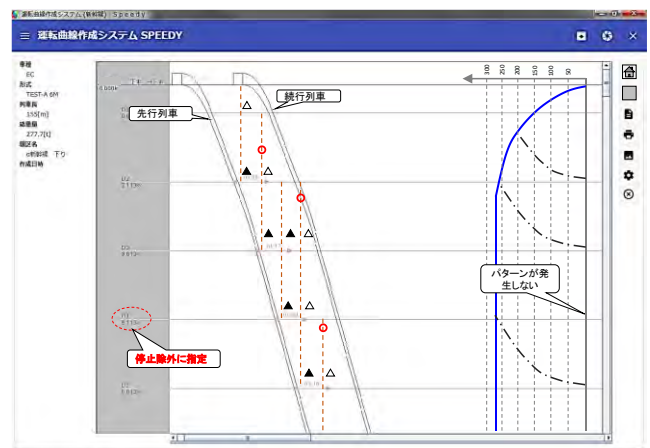 運転曲線作成システム(新幹線) : Speedy
運転曲線作成システム SPEEDY
車種
EC
形式
TEST-A 6M
列車長
155[m]
総重量
277.7[t]
線区名
α新幹線 下り
作成日時
先行列車
続行列車
300
250
200
150
100
50
パターンが発
生しない
停止除外に指定